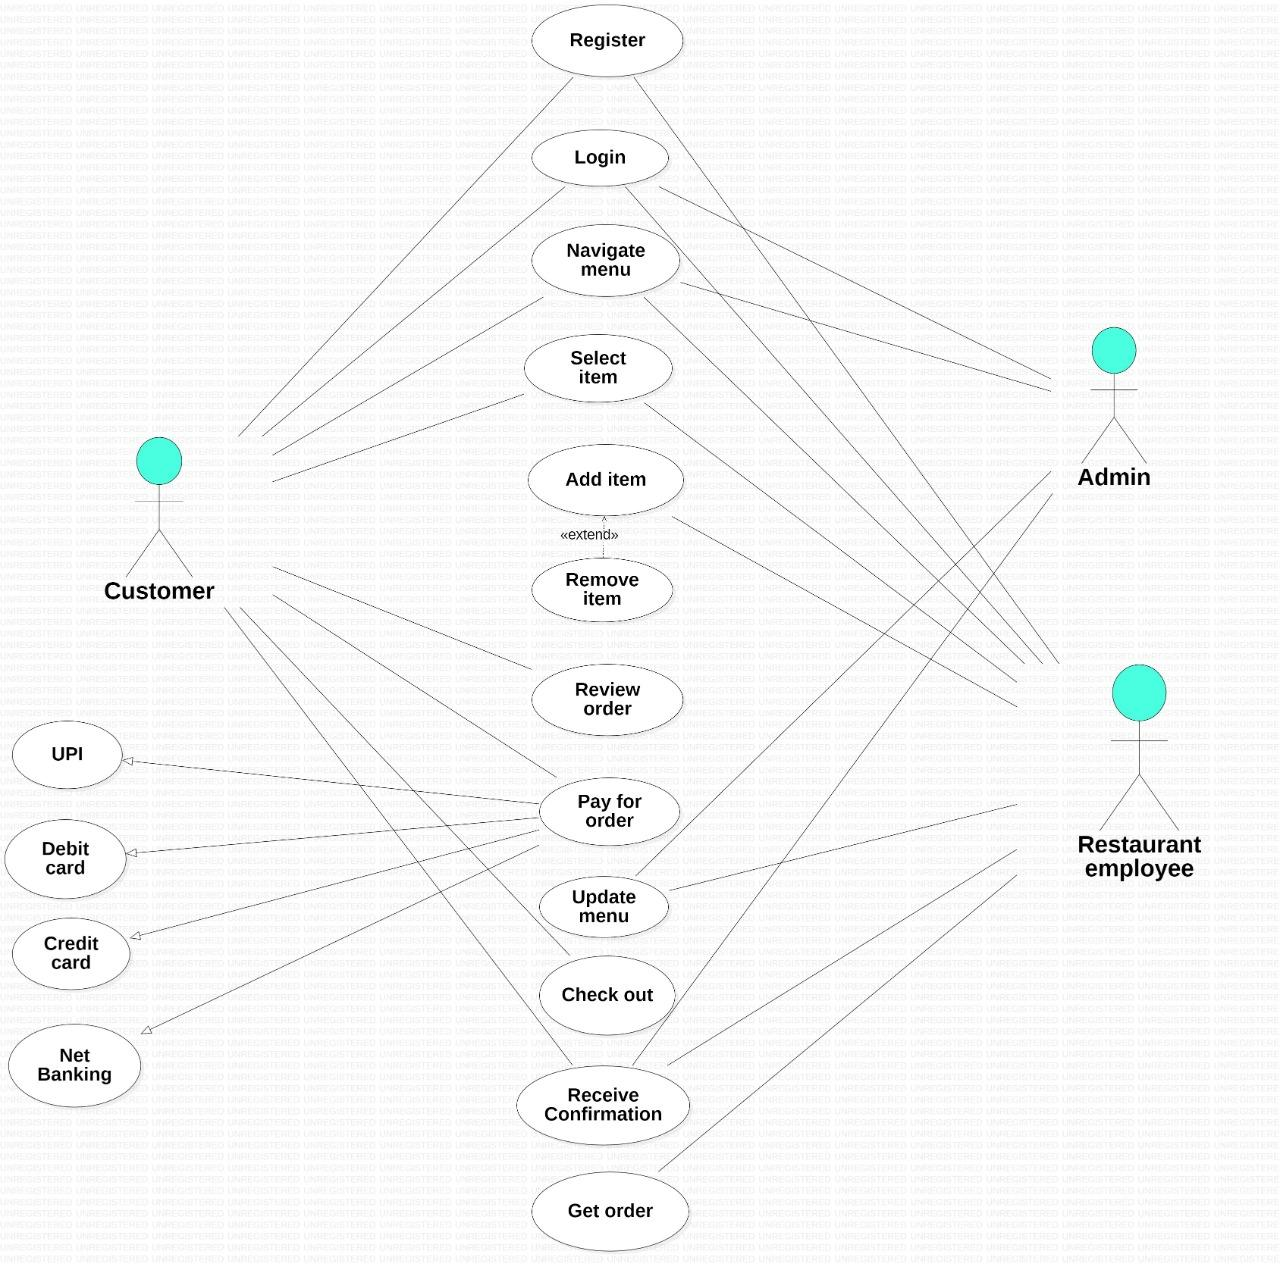 Register
Login
Navigate
menu
Select
item
Add item
«extend»
Remove
item
Customer
Admin
Review
order
UPI
Pay for
order
Debit
card
Restaurant
employee
Update
menu
Credit
card
Check out
Net
Banking
Receive
Confirmation
Get order